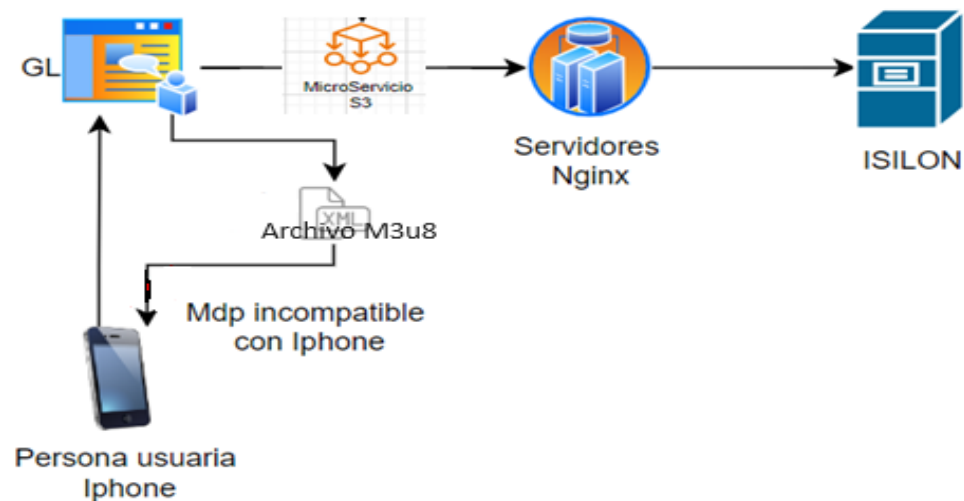 GL
MicroServicio
S3
Servidores
Nginx
ISILON
XML
Archivo M3u8
Mdp incompatible
con Iphone
Persona usuaria
Iphone